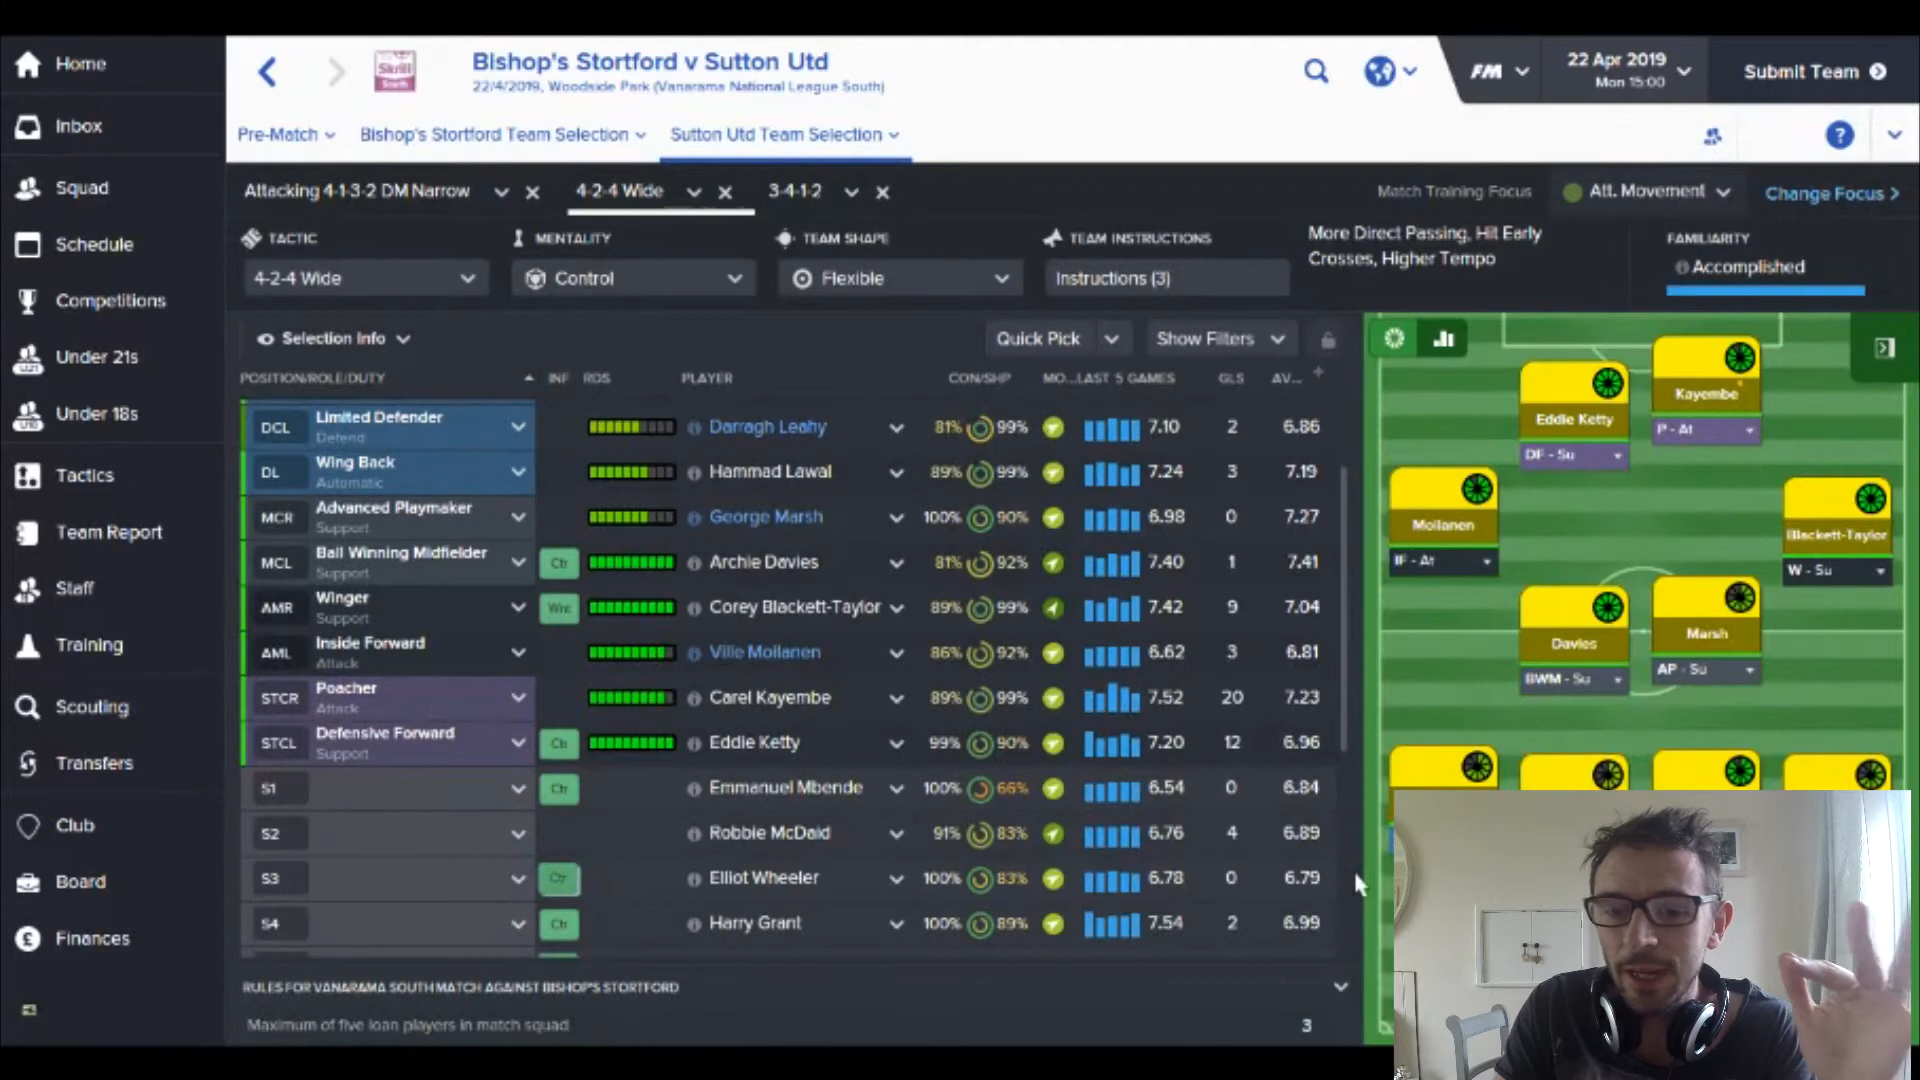 Home
Inbox
Squad
Schedule
Competitions
Under 21s
Under 18s
Tactics
Team Report
Staff
Training
Scouting
Transfers
Club
Board
Finances
Skrill
South
Bishop's Stortford v Sutton Utd
22/4/2019, Woodside Park (Vanarama National League South)
FM
22 Apr 2019
Mon 15:00
Submit Team
Pre-Match
Bishop's Stortford Team Selection
Sutton Utd Team Selection
?
Attacking 4-1-3-2 DM Narrow
4-2-4 Wide
3-4-1-2
Match Training Focus
Att. Movement
Change Focus >
TACTIC
MENTALITY
TEAM SHAPE
TEAM INSTRUCTIONS
4-2-4 Wide
Control
Flexible
Instructions (3)
More Direct Passing, Hit Early
Crosses, Higher Tempo
FAMILIARITY
Accomplished
Selection Info
Quick Pick
Show Filters
POSITION/ROLE/DUTY INF RDS PLAYER CON/SHP MO... LAST 5 GAMES GLS AV...
DCL Limited Defender Defend Darragh Leahy 81% 99% 7.10 2 6.86
DL Wing Back Automatic Hammad Lawal 89% 99% 7.24 3 7.19
MCR Advanced Playmaker Support George Marsh 100% 90% 6.98 0 7.27
MCL Ball Winning Midfielder Support Ctr Archie Davies 81% 92% 7.40 1 7.41
AMR Winger Support Wnt Corey Blackett-Taylor 89% 99% 7.42 9 7.04
AML Inside Forward Attack Ville Mollanen 86% 92% 6.62 3 6.81
STCR Poacher Attack Carel Kayembe 89% 99% 7.52 20 7.23
STCL Defensive Forward Support Ctr Eddie Ketty 99% 90% 7.20 12 6.96
S1 Ctr Emmanuel Mbende 100% 66% 6.54 0 6.84
S2 Robbie McDaid 91% 83% 6.76 4 6.89
S3 Ctr Elliot Wheeler 100% 83% 6.78 0 6.79
S4 Ctr Harry Grant 100% 89% 7.54 2 6.99
RULES FOR VANARAMA SOUTH MATCH AGAINST BISHOP'S STORTFORD
Maximum of five loan players in match squad 3
Kayembe
P - At
Eddie Ketty
DF - Su
Mollanen
IF - At
Blackett-Taylor
W - Su
Davies
BWM - Su
Marsh
AP - Su